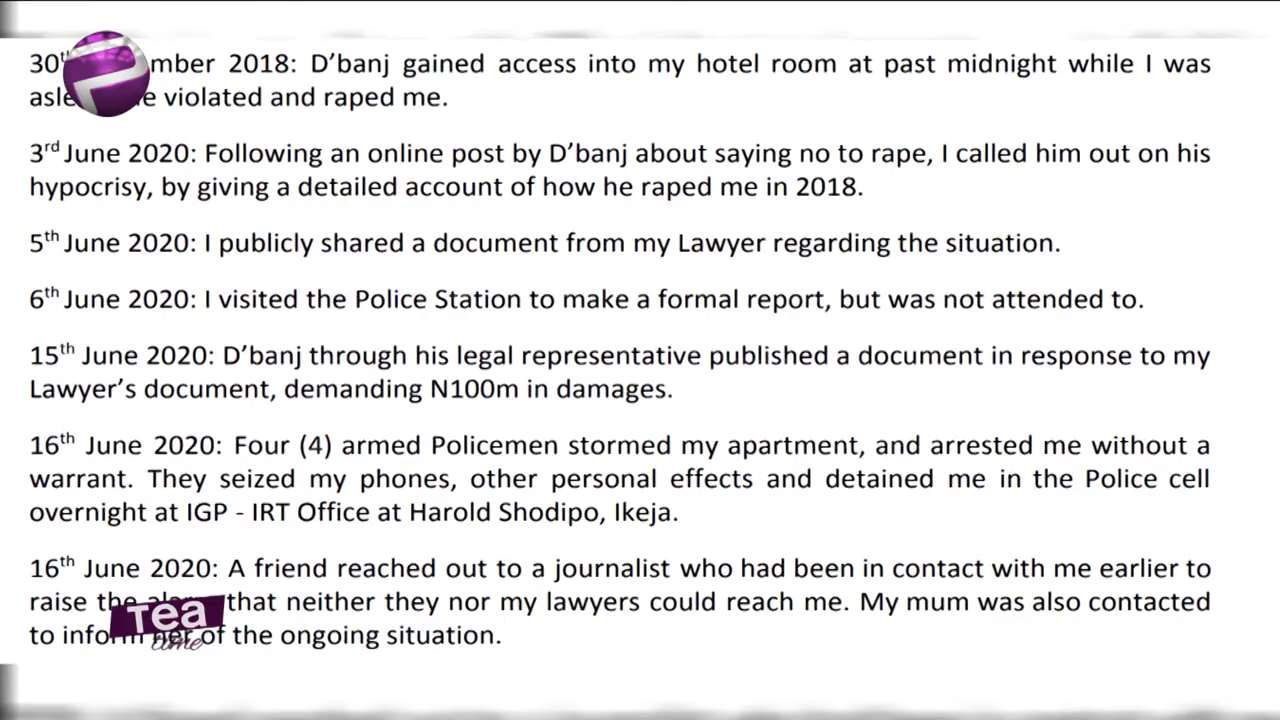 30th mber 2018: D’banj gained access into my hotel room at past midnight while I was
violated and raped me.
3rd June 2020: Following an online post by D’banj about saying no to rape, I called him out on his
hypocrisy, by giving a detailed account of how he raped me in 2018.
5th June 2020: I publicly shared a document from my Lawyer regarding the situation.
6th June 2020: I visited the Police Station to make a formal report, but was not attended to.
15th June 2020: D’banj through his legal representative published a document in response to my
Lawyer’s document, demanding N100m in damages.
16th June 2020: Four (4) armed Policemen stormed my apartment, and arrested me without a
warrant. They seized my phones, other personal effects and detained me in the Police cell
overnight at IGP - IRT Office at Harold Shodipo, Ikeja.
16th June 2020: A friend reached out to a journalist who had been in contact with me earlier to
raise the that neither they nor my lawyers could reach me. My mum was also contacted
to inform her of the ongoing situation.
Tea
time